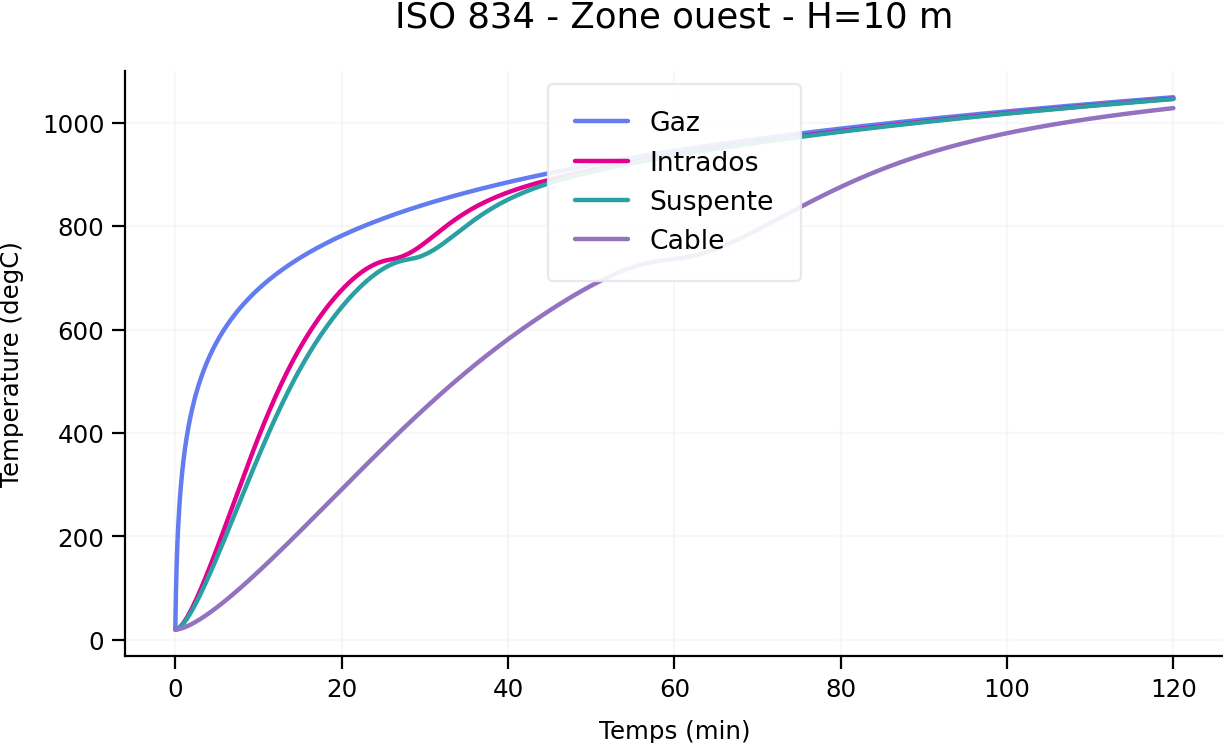 ISO 834 - Zone ouest - H=10 m
Temperature (degC)
1000
800
600
400
200
0
Gaz
Intrados
Suspente
Cable
0 20 40 60 80 100 120
Temps (min)